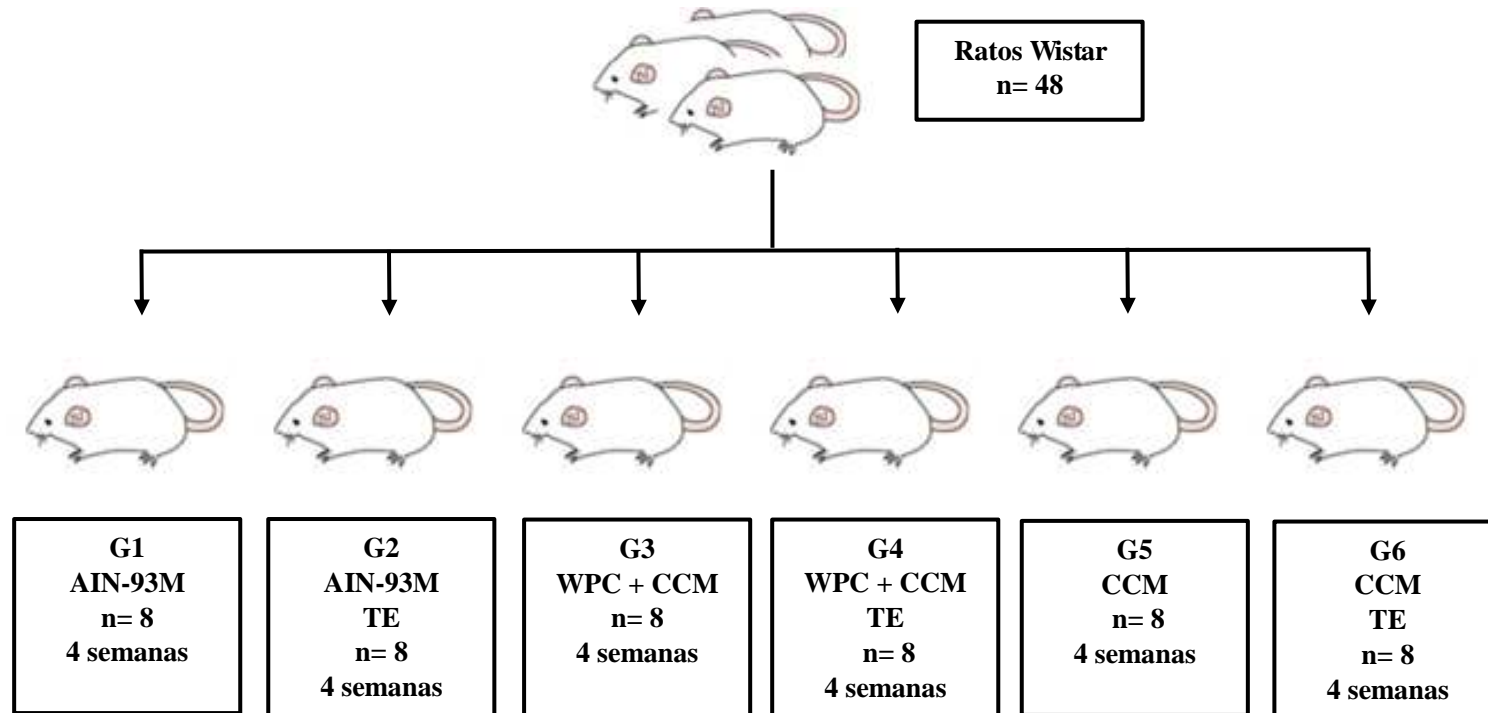 Ratos Wistar
n= 48
G1
AIN-93M
n= 8
4 semanas
G2
AIN-93M
TE
n= 8
4 semanas
G3
WPC + CCM
n= 8
4 semanas
G4
WPC + CCM
TE
n= 8
4 semanas
G5
CCM
n= 8
4 semanas
G6
CCM
TE
n= 8
4 semanas